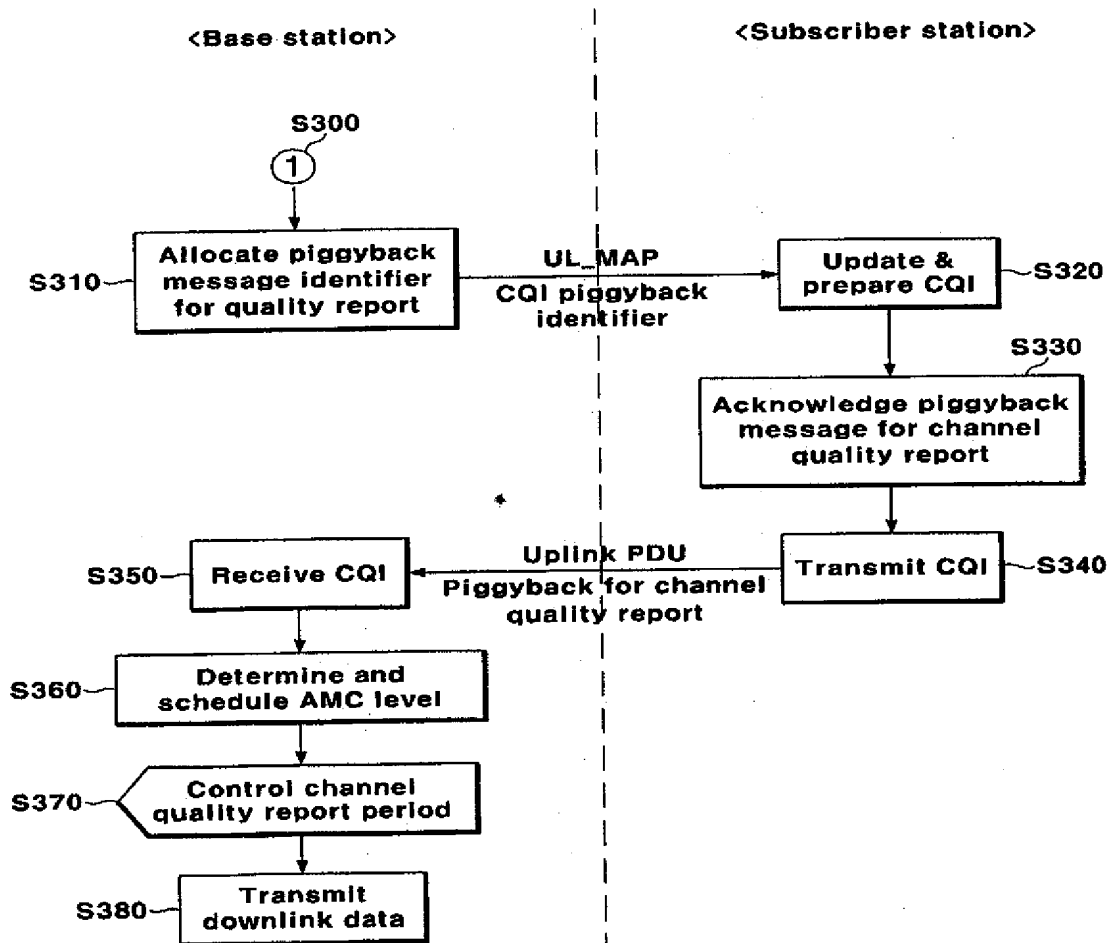 <Base station>
<Subscriber station>
S300
1
S310
Allocate piggyback
message identifier
for quality report
UL_MAP
CQI piggyback
identifier
Update &
prepare CQI
S320
S330
Acknowledge piggyback
message for channel
quality report
S350
Receive CQI
Uplink PDU
Piggyback for channel
quality report
Transmit CQI
S340
S360
Determine and
schedule AMC level
S370
Control channel
quality report period
S380
Transmit
downlink data